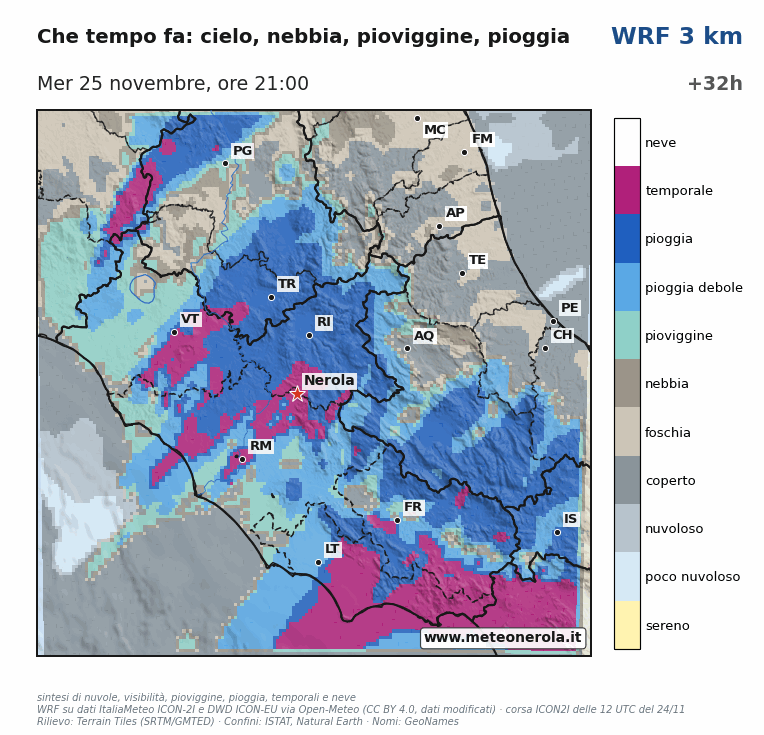 Che tempo fa: cielo, nebbia, pioviggine, pioggia
WRF 3 km
Mer 25 novembre, ore 21:00
+32h
MC
FM
PG
AP
TE
TR
PE
VT
RI
CH
AQ
Nerola
RM
FR
IS
LT
www.meteonerola.it
neve
temporale
pioggia
pioggia debole
pioviggine
nebbia
foschia
coperto
nuvoloso
poco nuvoloso
sereno
sintesi di nuvole, visibilità, pioviggine, pioggia, temporali e neve
WRF su dati ItaliaMeteo ICON-2I e DWD ICON-EU via Open-Meteo (CC BY 4.0, dati modificati) · corsa ICON2I delle 12 UTC del 24/11
Rilievo: Terrain Tiles (SRTM/GMTED) · Confini: ISTAT, Natural Earth · Nomi: GeoNames